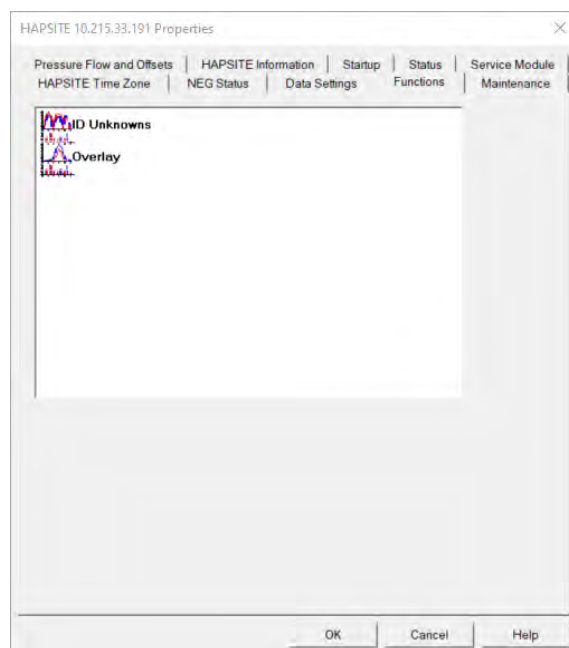 HAPSITE 10.215.33.191 Properties
Pressure Flow and Offsets HAPSITE Information Startup Status Service Module
HAPSITE Time Zone NEG Status Data Settings Functions Maintenance
ID Unknowns
Overlay
OK Cancel Help